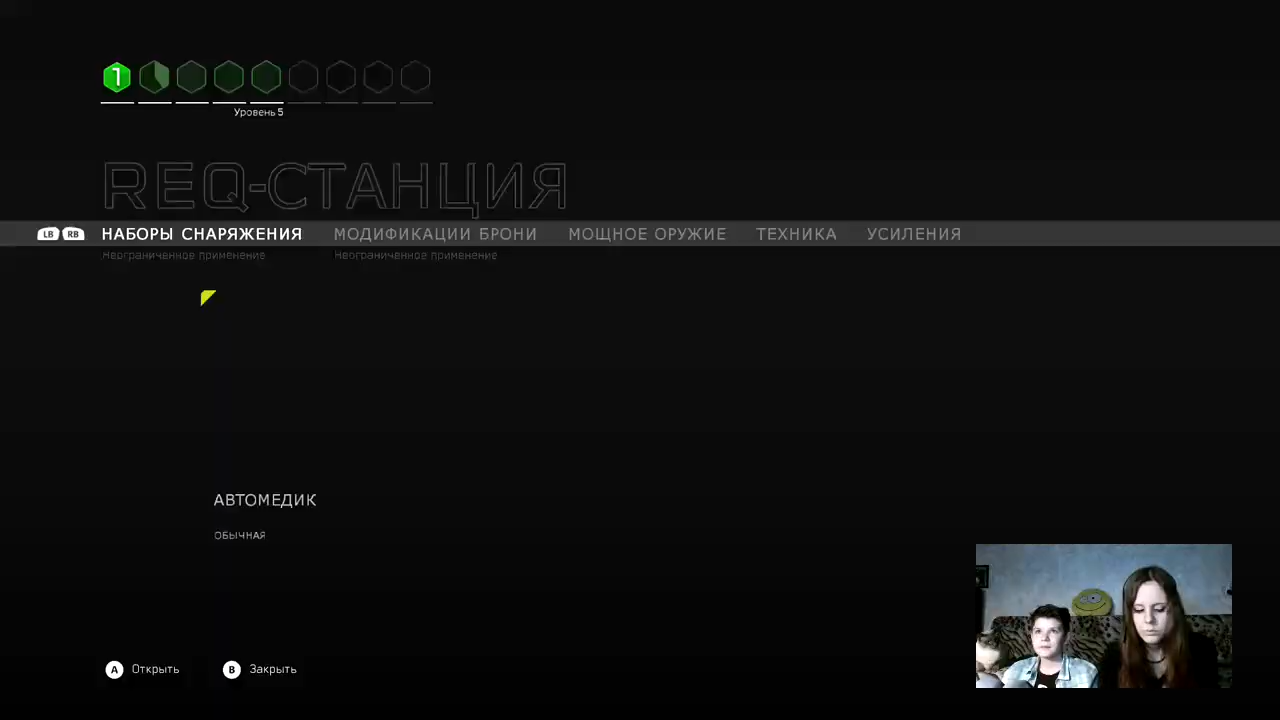 1
Уровень 5
REQ-СТАНЦИЯ
LB RB НАБОРЫ СНАРЯЖЕНИЯ МОДИФИКАЦИИ БРОНИ МОЩНОЕ ОРУЖИЕ ТЕХНИКА УСИЛЕНИЯ
Неограниченное применение Неограниченное применение
АВТОМЕДИК
ОБЫЧНАЯ
A Открыть B Закрыть